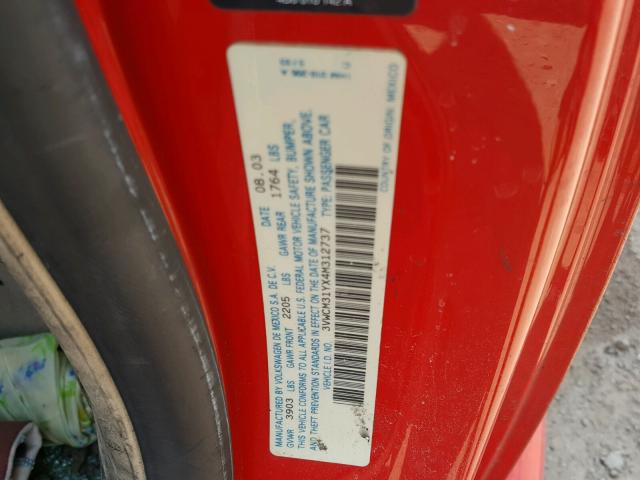 MANUFACTURED BY VOLKSWAGEN DE MEXICO S.A. DE C.V. DATE 08.03
GVWR 3903 LBS GAWR FRONT 2205 LBS GAWR REAR 1764 LBS
THIS VEHICLE CONFORMS TO ALL APPLICABLE U.S. FEDERAL MOTOR VEHICLE SAFETY, BUMPER,
AND THEFT PREVENTION STANDARDS IN EFFECT ON THE DATE OF MANUFACTURE SHOWN ABOVE.
VEHICLE I.D. NO. 3VWCM31YX4M312737 TYPE: PASSENGER CAR
COUNTRY OF ORIGIN: MEXICO